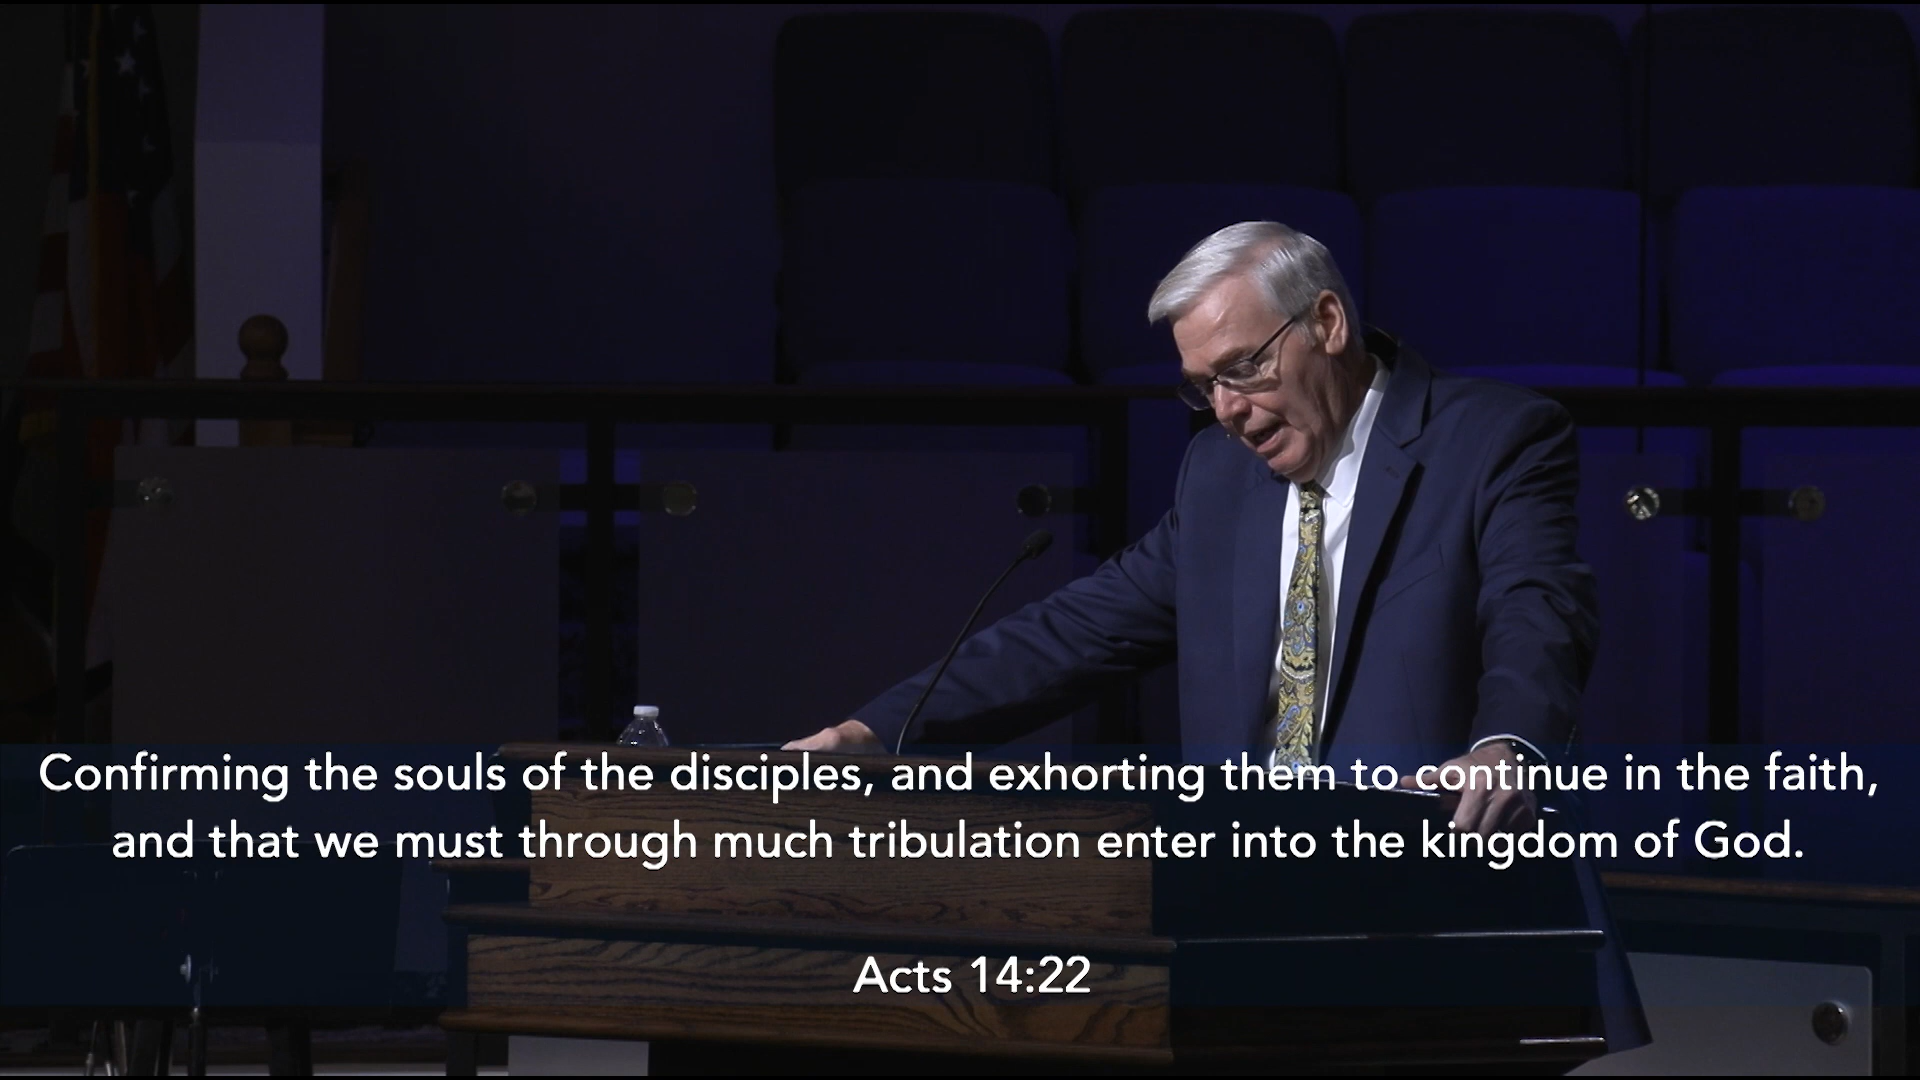 Confirming the souls of the disciples, and exhorting them to continue in the faith,
and that we must through much tribulation enter into the kingdom of God.
Acts 14:22